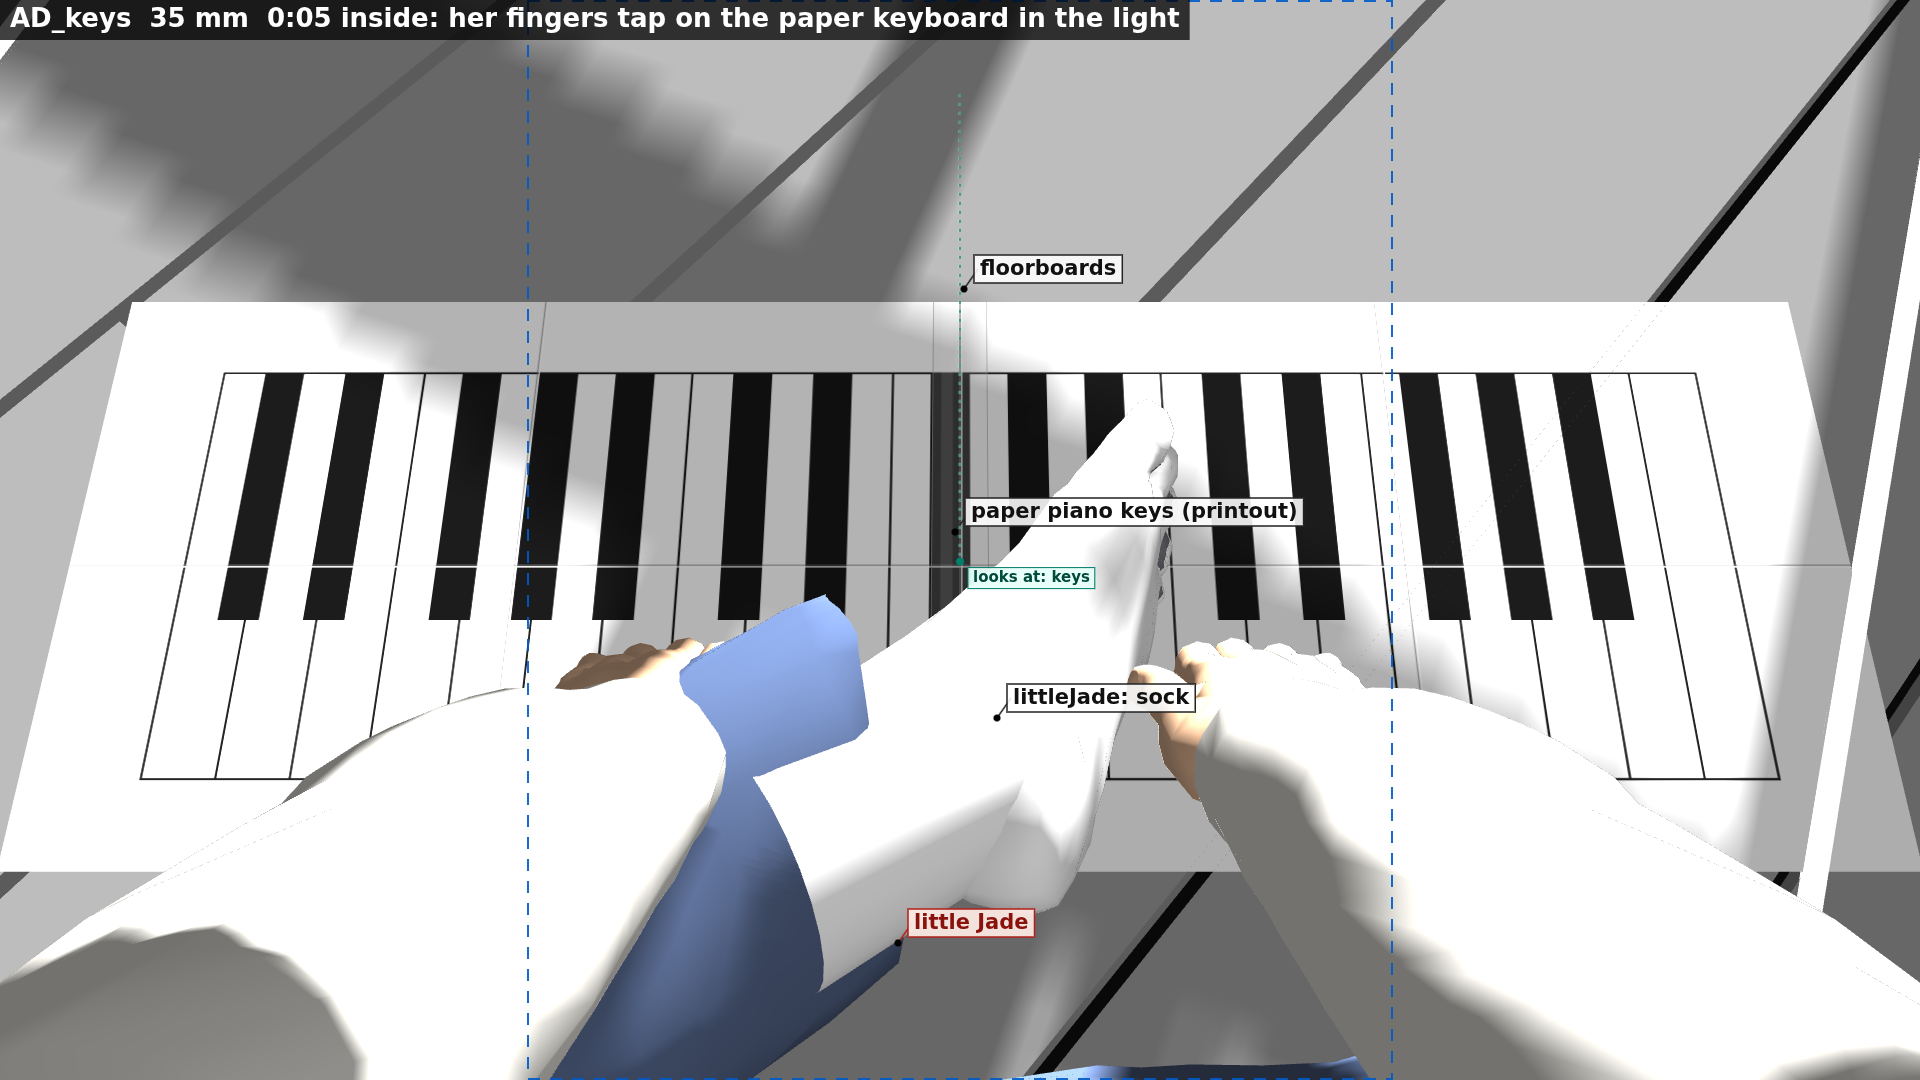 AD_keys  35 mm  0:05 inside: her fingers tap on the paper keyboard in the light
floorboards
paper piano keys (printout)
looks at: keys
littleJade: sock
little Jade